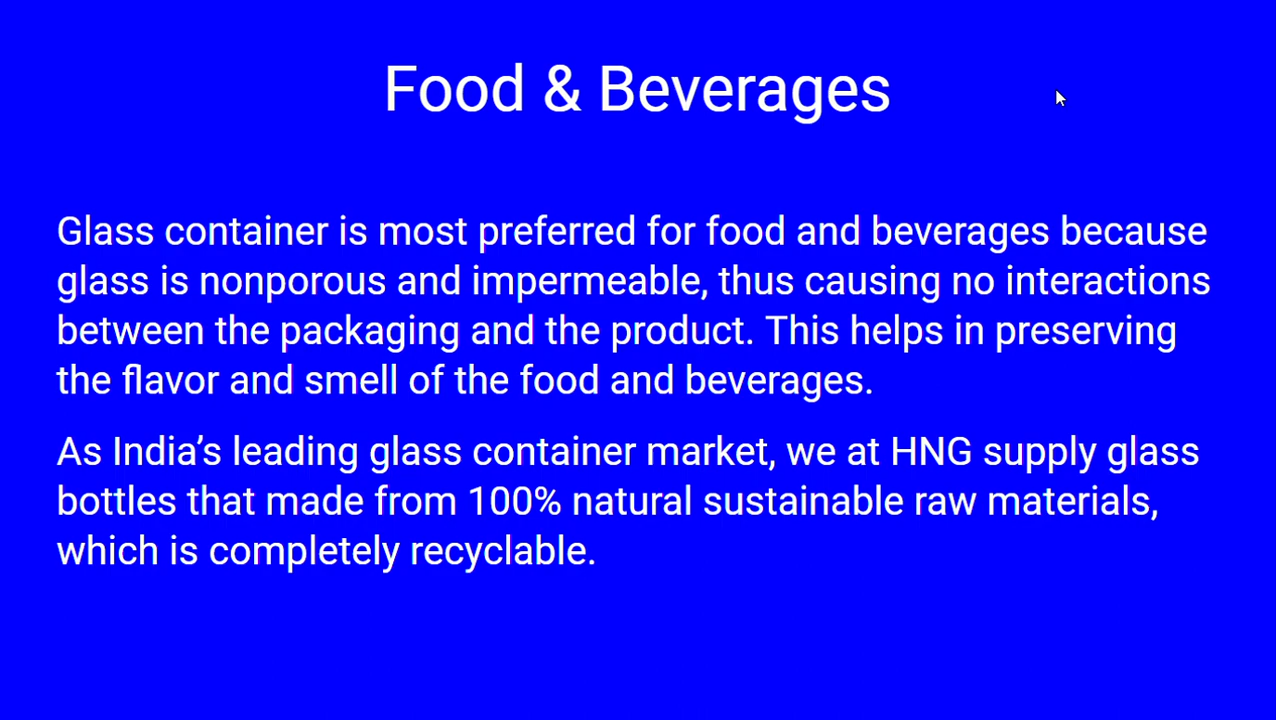 Food & Beverages
Glass container is most preferred for food and beverages because
glass is nonporous and impermeable, thus causing no interactions
between the packaging and the product. This helps in preserving
the flavor and smell of the food and beverages.
As India’s leading glass container market, we at HNG supply glass
bottles that made from 100% natural sustainable raw materials,
which is completely recyclable.